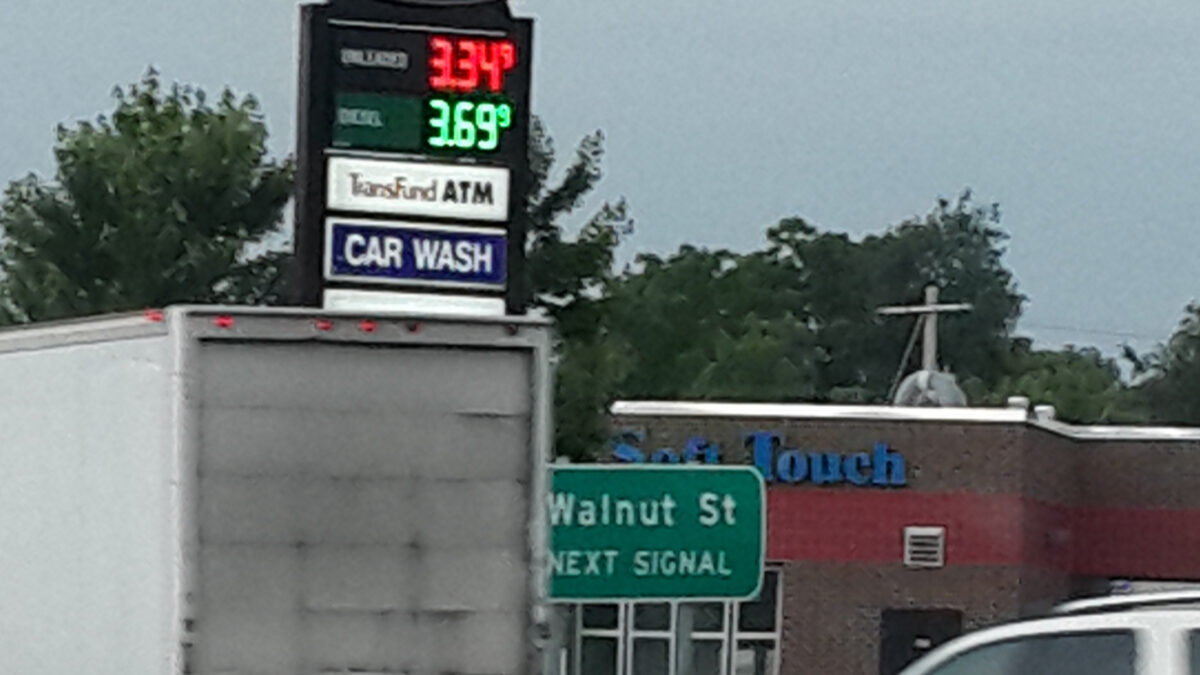 UNLEADED 3.34⁹
DIESEL 3.69⁹
TransFund ATM
CAR WASH
Soft Touch
Walnut St
NEXT SIGNAL